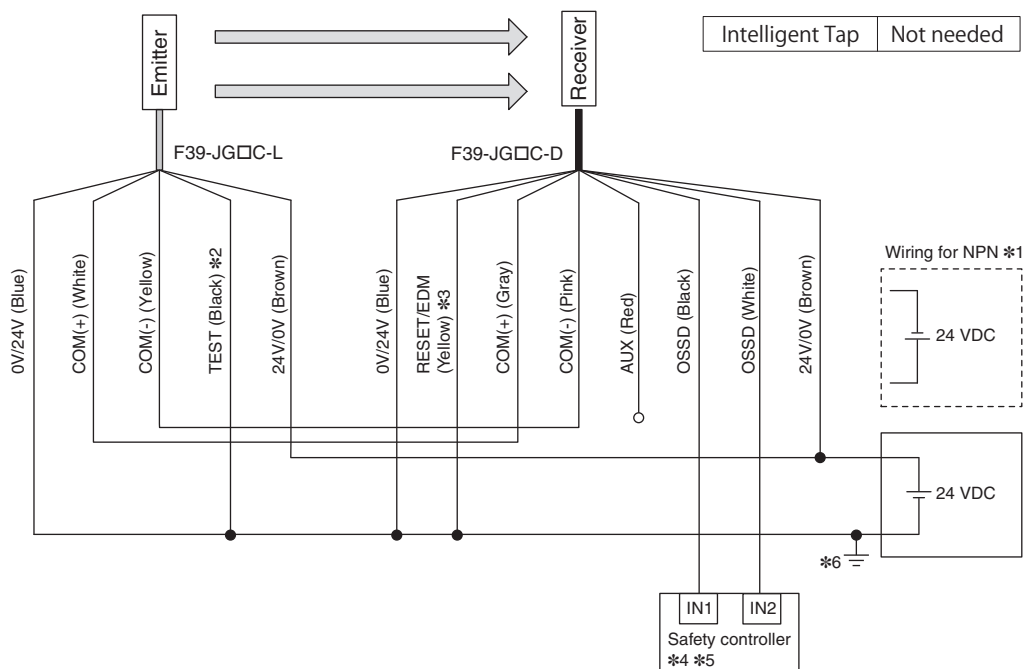 Emitter
Receiver
Intelligent Tap Not needed
F39-JG□C-L
F39-JG□C-D
0V/24V (Blue)
COM(+) (White)
COM(-) (Yellow)
TEST (Black) ✽2
24V/0V (Brown)
0V/24V (Blue)
RESET/EDM
(Yellow) ✽3
COM(+) (Gray)
COM(-) (Pink)
AUX (Red)
OSSD (Black)
OSSD (White)
24V/0V (Brown)
Wiring for NPN ✽1
24 VDC
24 VDC
✽6
IN1 IN2
Safety controller
✽4 ✽5